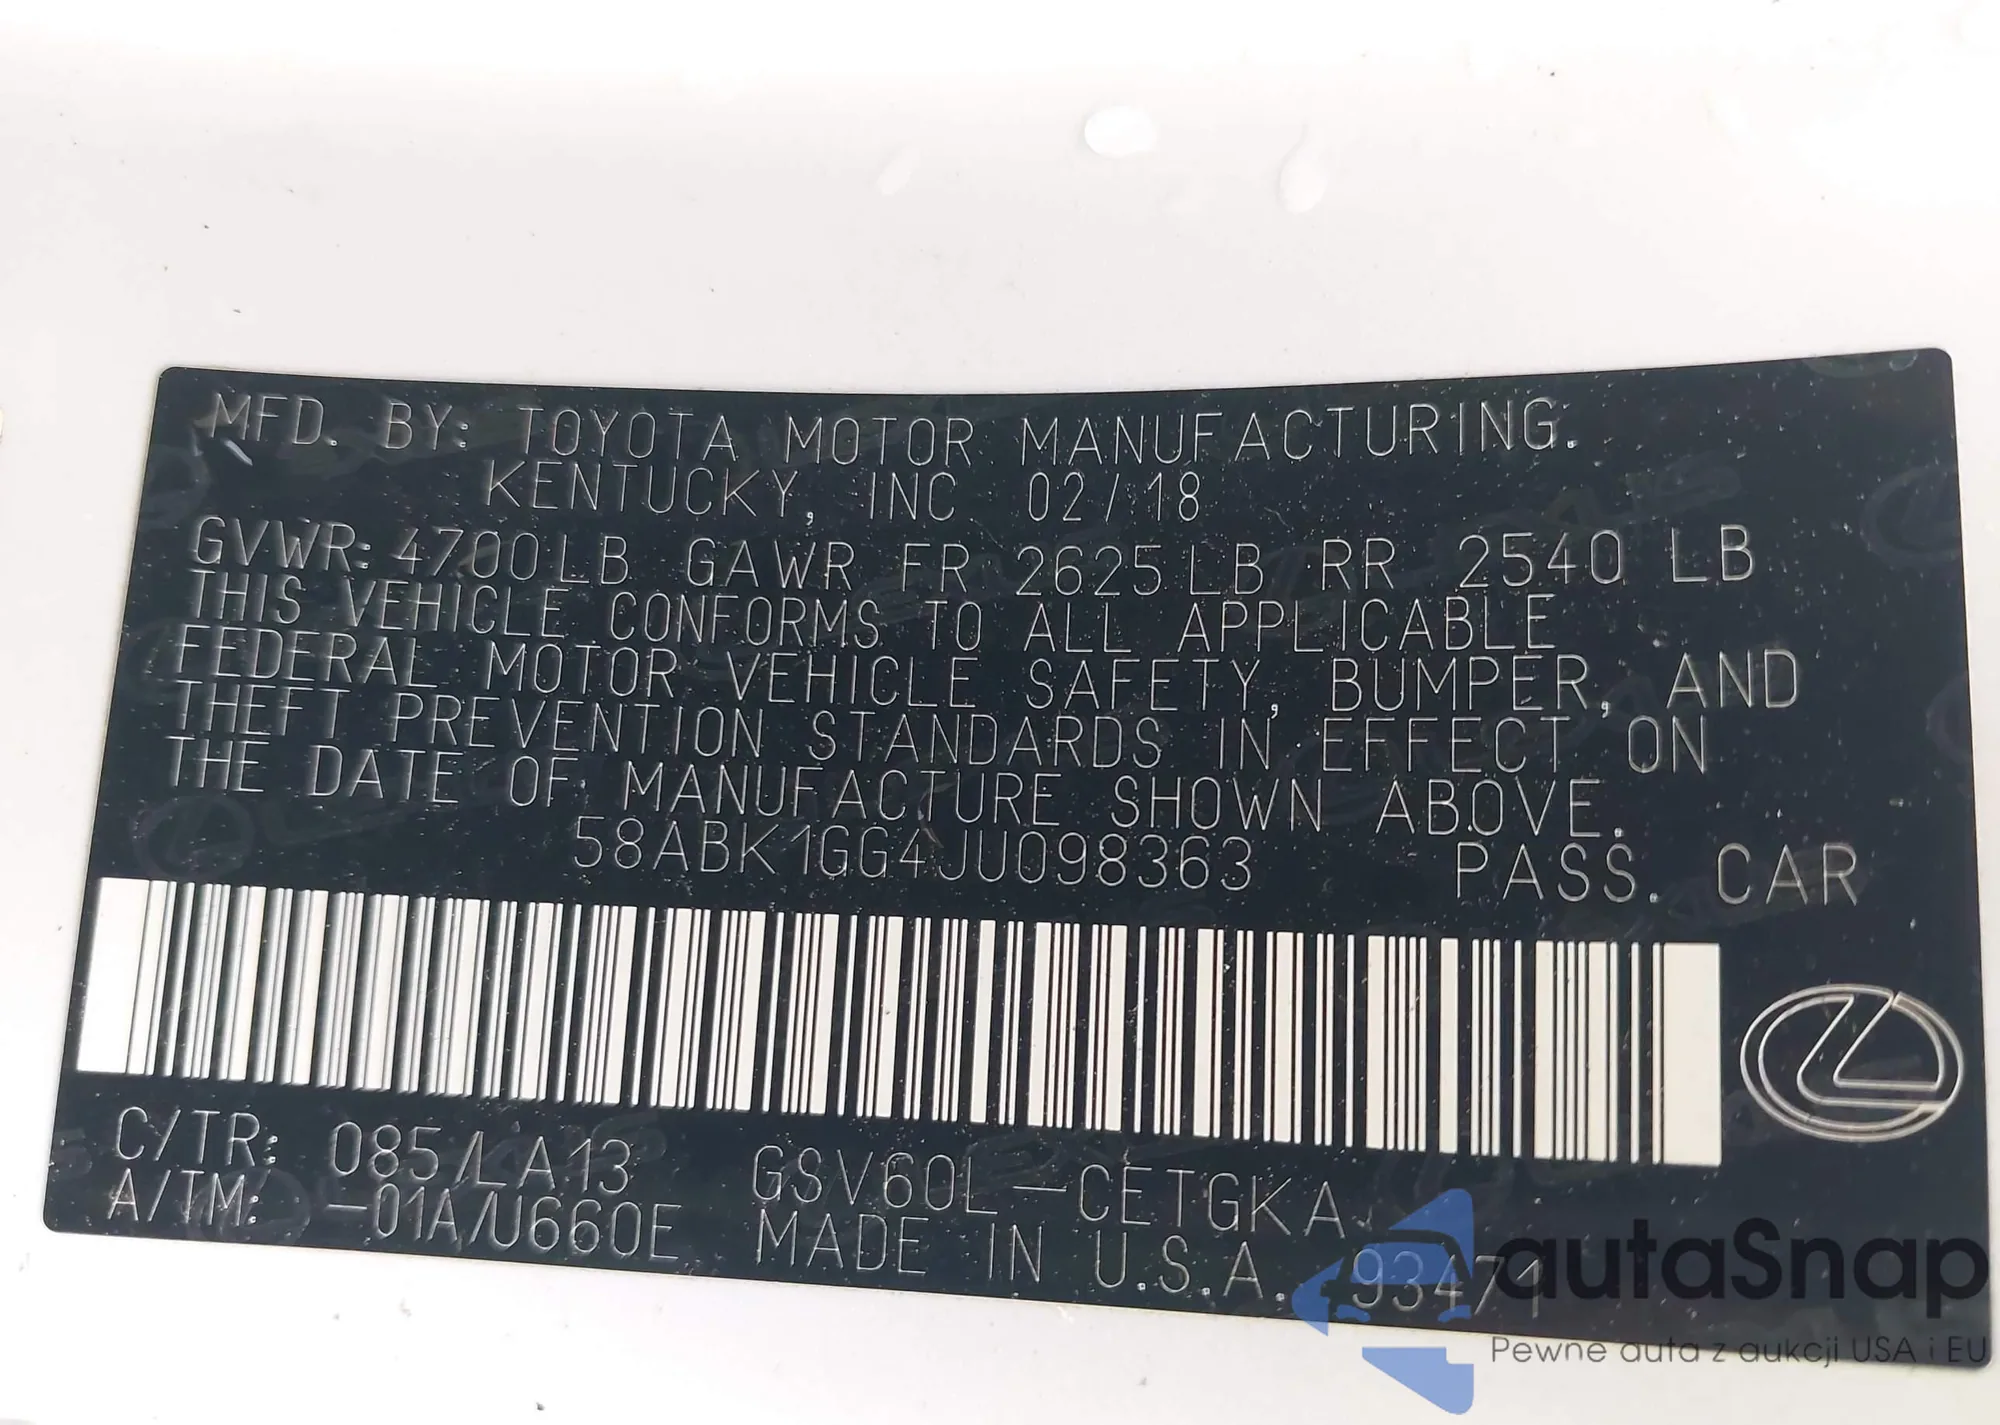 MFD. BY: TOYOTA MOTOR MANUFACTURING.
KENTUCKY, INC 02/18
GVWR: 4700LB GAWR FR 2625LB RR 2540 LB
THIS VEHICLE CONFORMS TO ALL APPLICABLE
FEDERAL MOTOR VEHICLE SAFETY, BUMPER, AND
THEFT PREVENTION STANDARDS IN EFFECT ON
THE DATE OF MANUFACTURE SHOWN ABOVE.
58ABK1GG4JU098363 PASS. CAR
C/TR: 085/LA13 GSV60L-CETGKA
A/TM: -01A/U660E MADE IN U.S.A. 93471
autaSnap
Pewne auta z aukcji USA i EU